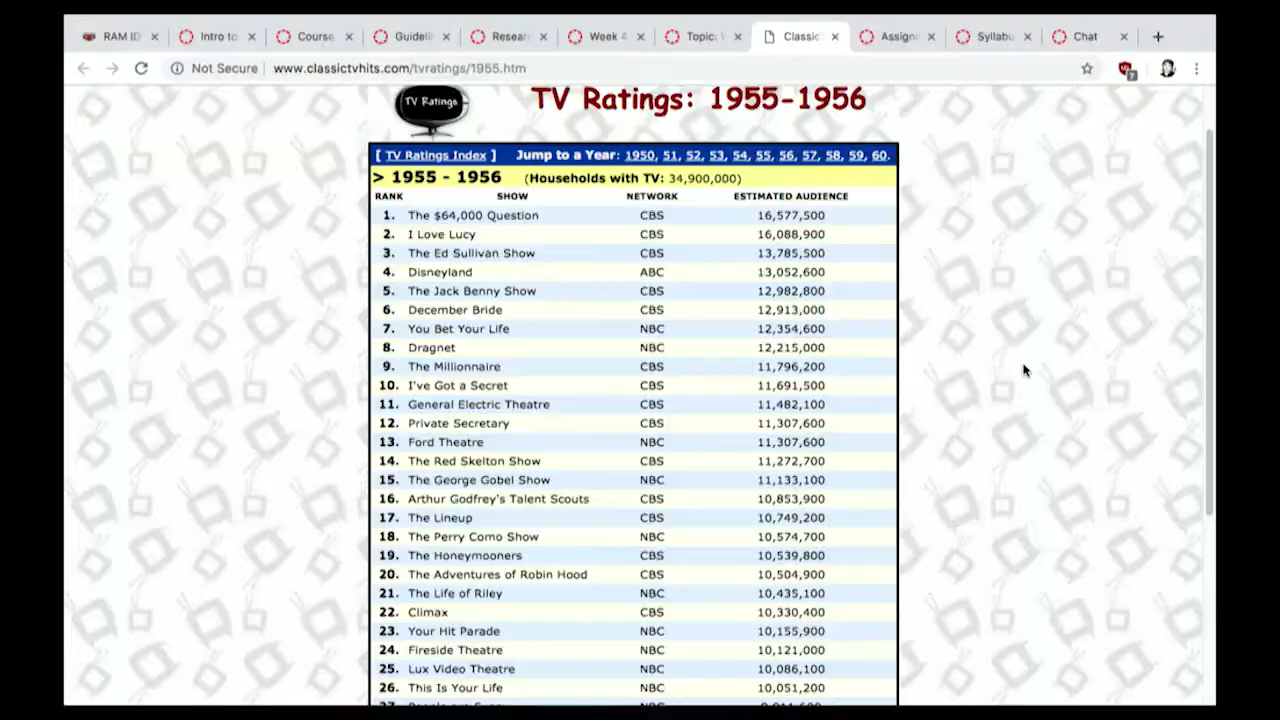 RAM ID
Intro to
Course
Guideli
Resear
Week 4
Topic:
Classic
Assign
Syllabu
Chat
Not Secure
www.classictvhits.com/tvratings/1955.htm
TV Ratings
TV Ratings: 1955-1956
[ TV Ratings Index ] Jump to a Year: 1950, 51, 52, 53, 54, 55, 56, 57, 58, 59, 60.
> 1955 - 1956 (Households with TV: 34,900,000)
RANK SHOW NETWORK ESTIMATED AUDIENCE
1. The $64,000 Question CBS 16,577,500
2. I Love Lucy CBS 16,088,900
3. The Ed Sullivan Show CBS 13,785,500
4. Disneyland ABC 13,052,600
5. The Jack Benny Show CBS 12,982,800
6. December Bride CBS 12,913,000
7. You Bet Your Life NBC 12,354,600
8. Dragnet NBC 12,215,000
9. The Millionnaire CBS 11,796,200
10. I've Got a Secret CBS 11,691,500
11. General Electric Theatre CBS 11,482,100
12. Private Secretary CBS 11,307,600
13. Ford Theatre NBC 11,307,600
14. The Red Skelton Show CBS 11,272,700
15. The George Gobel Show NBC 11,133,100
16. Arthur Godfrey's Talent Scouts CBS 10,853,900
17. The Lineup CBS 10,749,200
18. The Perry Como Show NBC 10,574,700
19. The Honeymooners CBS 10,539,800
20. The Adventures of Robin Hood CBS 10,504,900
21. The Life of Riley NBC 10,435,100
22. Climax CBS 10,330,400
23. Your Hit Parade NBC 10,155,900
24. Fireside Theatre NBC 10,121,000
25. Lux Video Theatre NBC 10,086,100
26. This Is Your Life NBC 10,051,200